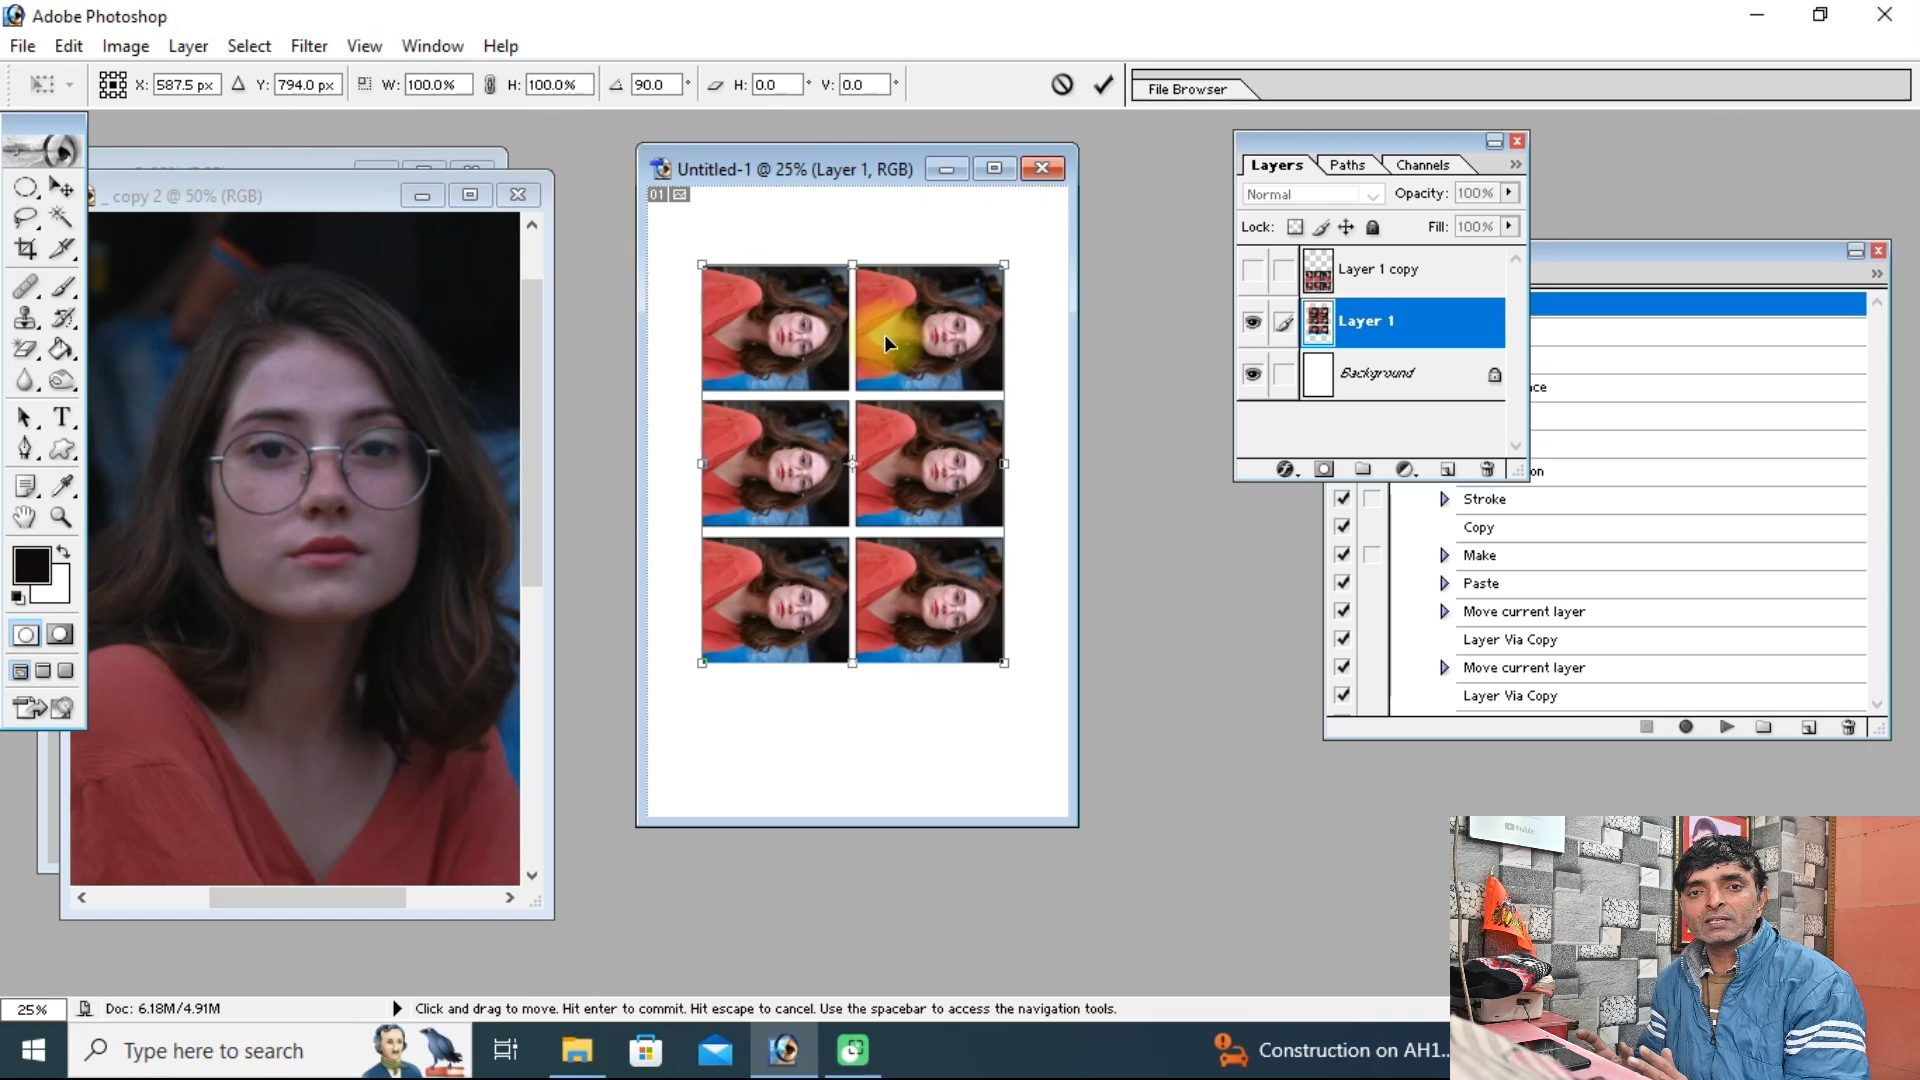 Adobe Photoshop
File Edit Image Layer Select Filter View Window Help
X: 587.5 px Y: 794.0 px W: 100.0% H: 100.0% 90.0 ° H: 0.0 ° V: 0.0 °
File Browser
_ copy 2 @ 50% (RGB)
Untitled-1 @ 25% (Layer 1, RGB)
01
Layers Paths Channels
Normal Opacity: 100%
Lock: Fill: 100%
Layer 1 copy
Layer 1
Background
Stroke
Copy
Make
Paste
Move current layer
Layer Via Copy
Move current layer
Layer Via Copy
YouTube
25% Doc: 6.18M/4.91M Click and drag to move. Hit enter to commit. Hit escape to cancel. Use the spacebar to access the navigation tools.
Type here to search
Construction on AH1...